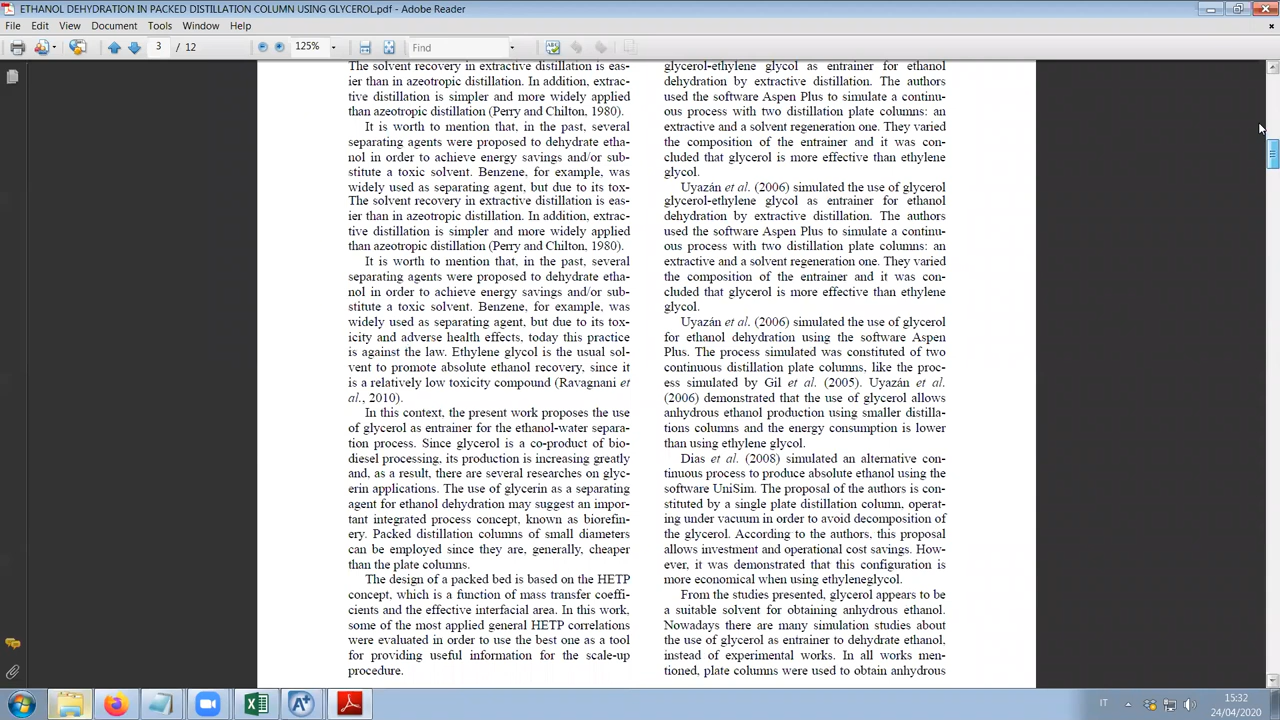 ETHANOL DEHYDRATION IN PACKED DISTILLATION COLUMN USING GLYCEROL.pdf - Adobe Reader
File Edit View Document Tools Window Help
3 / 12 125% Find
The solvent recovery in extractive distillation is eas-
ier than in azeotropic distillation. In addition, extrac-
tive distillation is simpler and more widely applied
than azeotropic distillation (Perry and Chilton, 1980).
It is worth to mention that, in the past, several
separating agents were proposed to dehydrate etha-
nol in order to achieve energy savings and/or sub-
stitute a toxic solvent. Benzene, for example, was
widely used as separating agent, but due to its tox-
The solvent recovery in extractive distillation is eas-
ier than in azeotropic distillation. In addition, extrac-
tive distillation is simpler and more widely applied
than azeotropic distillation (Perry and Chilton, 1980).
It is worth to mention that, in the past, several
separating agents were proposed to dehydrate etha-
nol in order to achieve energy savings and/or sub-
stitute a toxic solvent. Benzene, for example, was
widely used as separating agent, but due to its tox-
icity and adverse health effects, today this practice
is against the law. Ethylene glycol is the usual sol-
vent to promote absolute ethanol recovery, since it
is a relatively low toxicity compound (Ravagnani et
al., 2010).
In this context, the present work proposes the use
of glycerol as entrainer for the ethanol-water separa-
tion process. Since glycerol is a co-product of bio-
diesel processing, its production is increasing greatly
and, as a result, there are several researches on glyc-
erin applications. The use of glycerin as a separating
agent for ethanol dehydration may suggest an impor-
tant integrated process concept, known as biorefin-
ery. Packed distillation columns of small diameters
can be employed since they are, generally, cheaper
than the plate columns.
The design of a packed bed is based on the HETP
concept, which is a function of mass transfer coeffi-
cients and the effective interfacial area. In this work,
some of the most applied general HETP correlations
were evaluated in order to use the best one as a tool
for providing useful information for the scale-up
procedure.
glycerol-ethylene glycol as entrainer for ethanol
dehydration by extractive distillation. The authors
used the software Aspen Plus to simulate a continu-
ous process with two distillation plate columns: an
extractive and a solvent regeneration one. They varied
the composition of the entrainer and it was con-
cluded that glycerol is more effective than ethylene
glycol.
Uyazán et al. (2006) simulated the use of glycerol
glycerol-ethylene glycol as entrainer for ethanol
dehydration by extractive distillation. The authors
used the software Aspen Plus to simulate a continu-
ous process with two distillation plate columns: an
extractive and a solvent regeneration one. They varied
the composition of the entrainer and it was con-
cluded that glycerol is more effective than ethylene
glycol.
Uyazán et al. (2006) simulated the use of glycerol
for ethanol dehydration using the software Aspen
Plus. The process simulated was constituted of two
continuous distillation plate columns, like the proc-
ess simulated by Gil et al. (2005). Uyazán et al.
(2006) demonstrated that the use of glycerol allows
anhydrous ethanol production using smaller distilla-
tions columns and the energy consumption is lower
than using ethylene glycol.
Dias et al. (2008) simulated an alternative con-
tinuous process to produce absolute ethanol using the
software UniSim. The proposal of the authors is con-
stituted by a single plate distillation column, operat-
ing under vacuum in order to avoid decomposition of
the glycerol. According to the authors, this proposal
allows investment and operational cost savings. How-
ever, it was demonstrated that this configuration is
more economical when using ethyleneglycol.
From the studies presented, glycerol appears to be
a suitable solvent for obtaining anhydrous ethanol.
Nowadays there are many simulation studies about
the use of glycerol as entrainer to dehydrate ethanol,
instead of experimental works. In all works men-
tioned, plate columns were used to obtain anhydrous
IT
15:32
24/04/2020